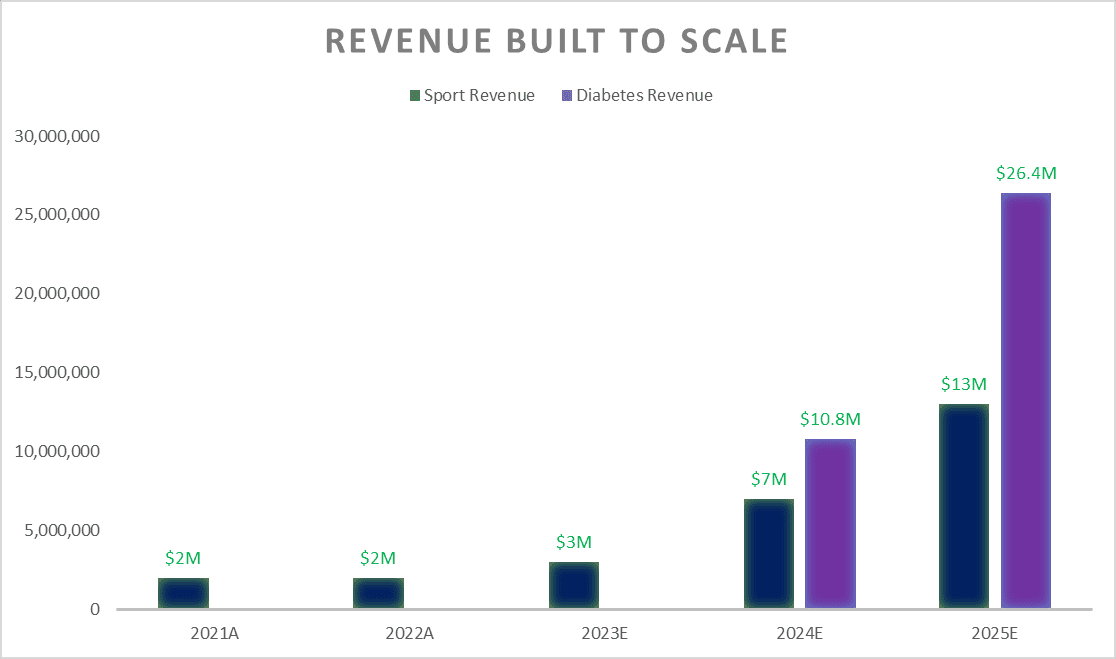 REVENUE BUILT TO SCALE
Sport Revenue Diabetes Revenue
30,000,000
25,000,000
20,000,000
15,000,000
10,000,000
5,000,000
0
$2M
$2M
$3M
$7M
$10.8M
$13M
$26.4M
2021A 2022A 2023E 2024E 2025E